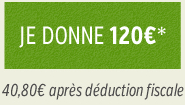 JE DONNE 120€*
40,80€ après déduction fiscale